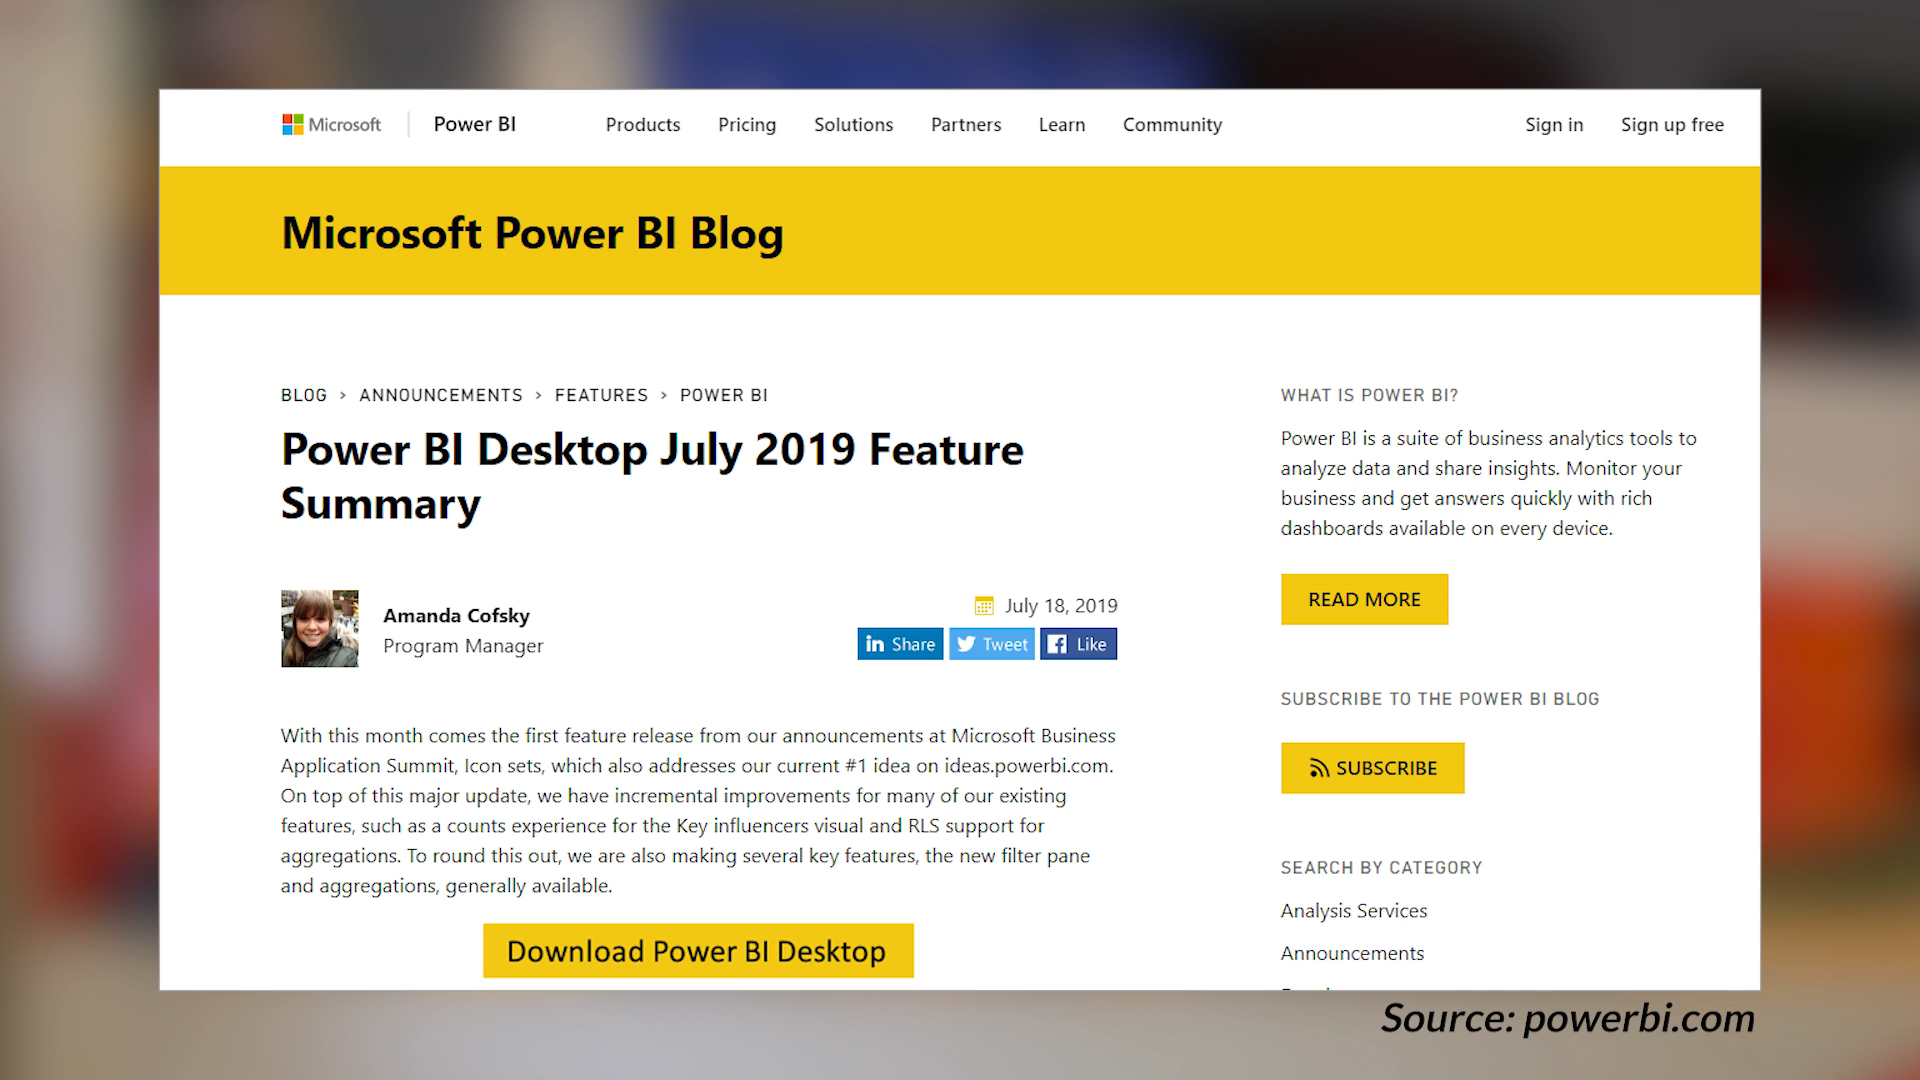 Microsoft Power BI Products Pricing Solutions Partners Learn Community Sign in Sign up free
Microsoft Power BI Blog
BLOG > ANNOUNCEMENTS > FEATURES > POWER BI
Power BI Desktop July 2019 Feature
Summary
Amanda Cofsky
Program Manager
July 18, 2019
in Share Tweet Like
With this month comes the first feature release from our announcements at Microsoft Business
Application Summit, Icon sets, which also addresses our current #1 idea on ideas.powerbi.com.
On top of this major update, we have incremental improvements for many of our existing
features, such as a counts experience for the Key influencers visual and RLS support for
aggregations. To round this out, we are also making several key features, the new filter pane
and aggregations, generally available.
Download Power BI Desktop
WHAT IS POWER BI?
Power BI is a suite of business analytics tools to
analyze data and share insights. Monitor your
business and get answers quickly with rich
dashboards available on every device.
READ MORE
SUBSCRIBE TO THE POWER BI BLOG
SUBSCRIBE
SEARCH BY CATEGORY
Analysis Services
Announcements
Source: powerbi.com